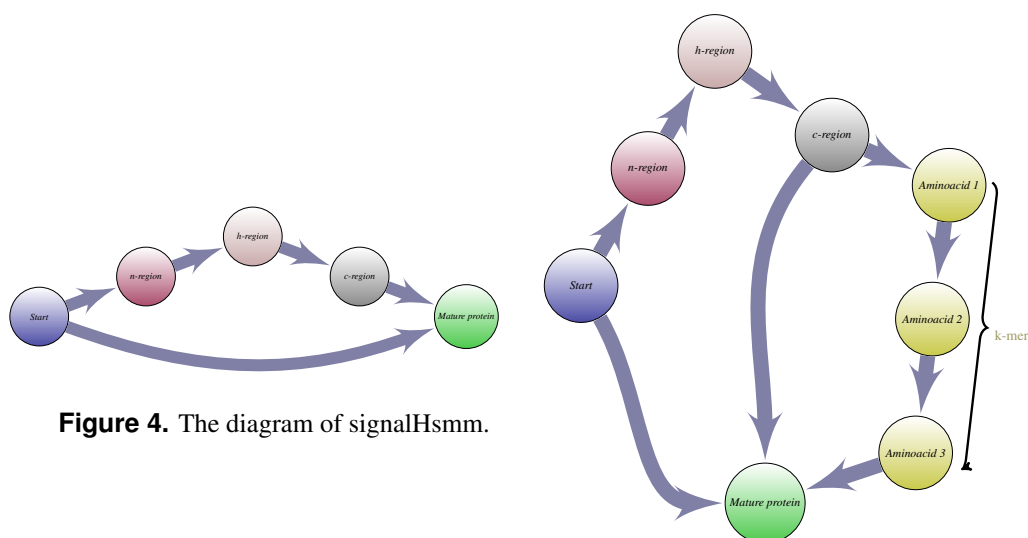 h-region
n-region
c-region
Start
Mature protein
Figure 4. The diagram of signalHsmm.
h-region
c-region
n-region
Aminoacid 1
Start
Aminoacid 2
k-mer
Aminoacid 3
Mature protein